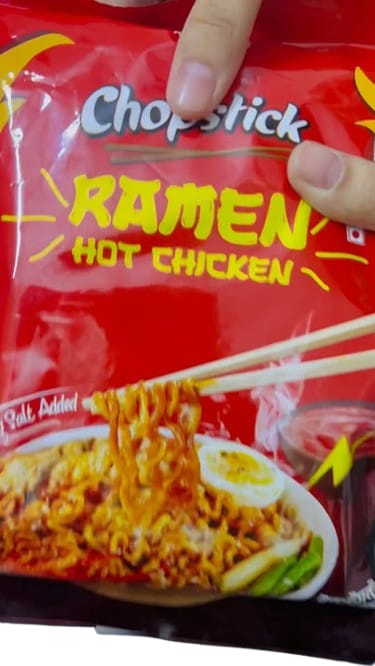 Chopstick
RAMEN
HOT CHICKEN
Salt Added